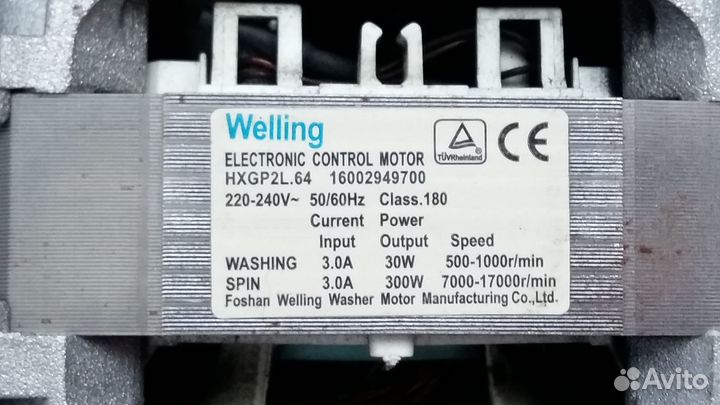 Welling
TÜVRheinland
CE
ELECTRONIC CONTROL MOTOR
HXGP2L.64 16002949700
220-240V~ 50/60Hz Class.180
Current Power
Input Output Speed
WASHING 3.0A 30W 500-1000r/min
SPIN 3.0A 300W 7000-17000r/min
Foshan Welling Washer Motor Manufacturing Co.,Ltd.
Avito